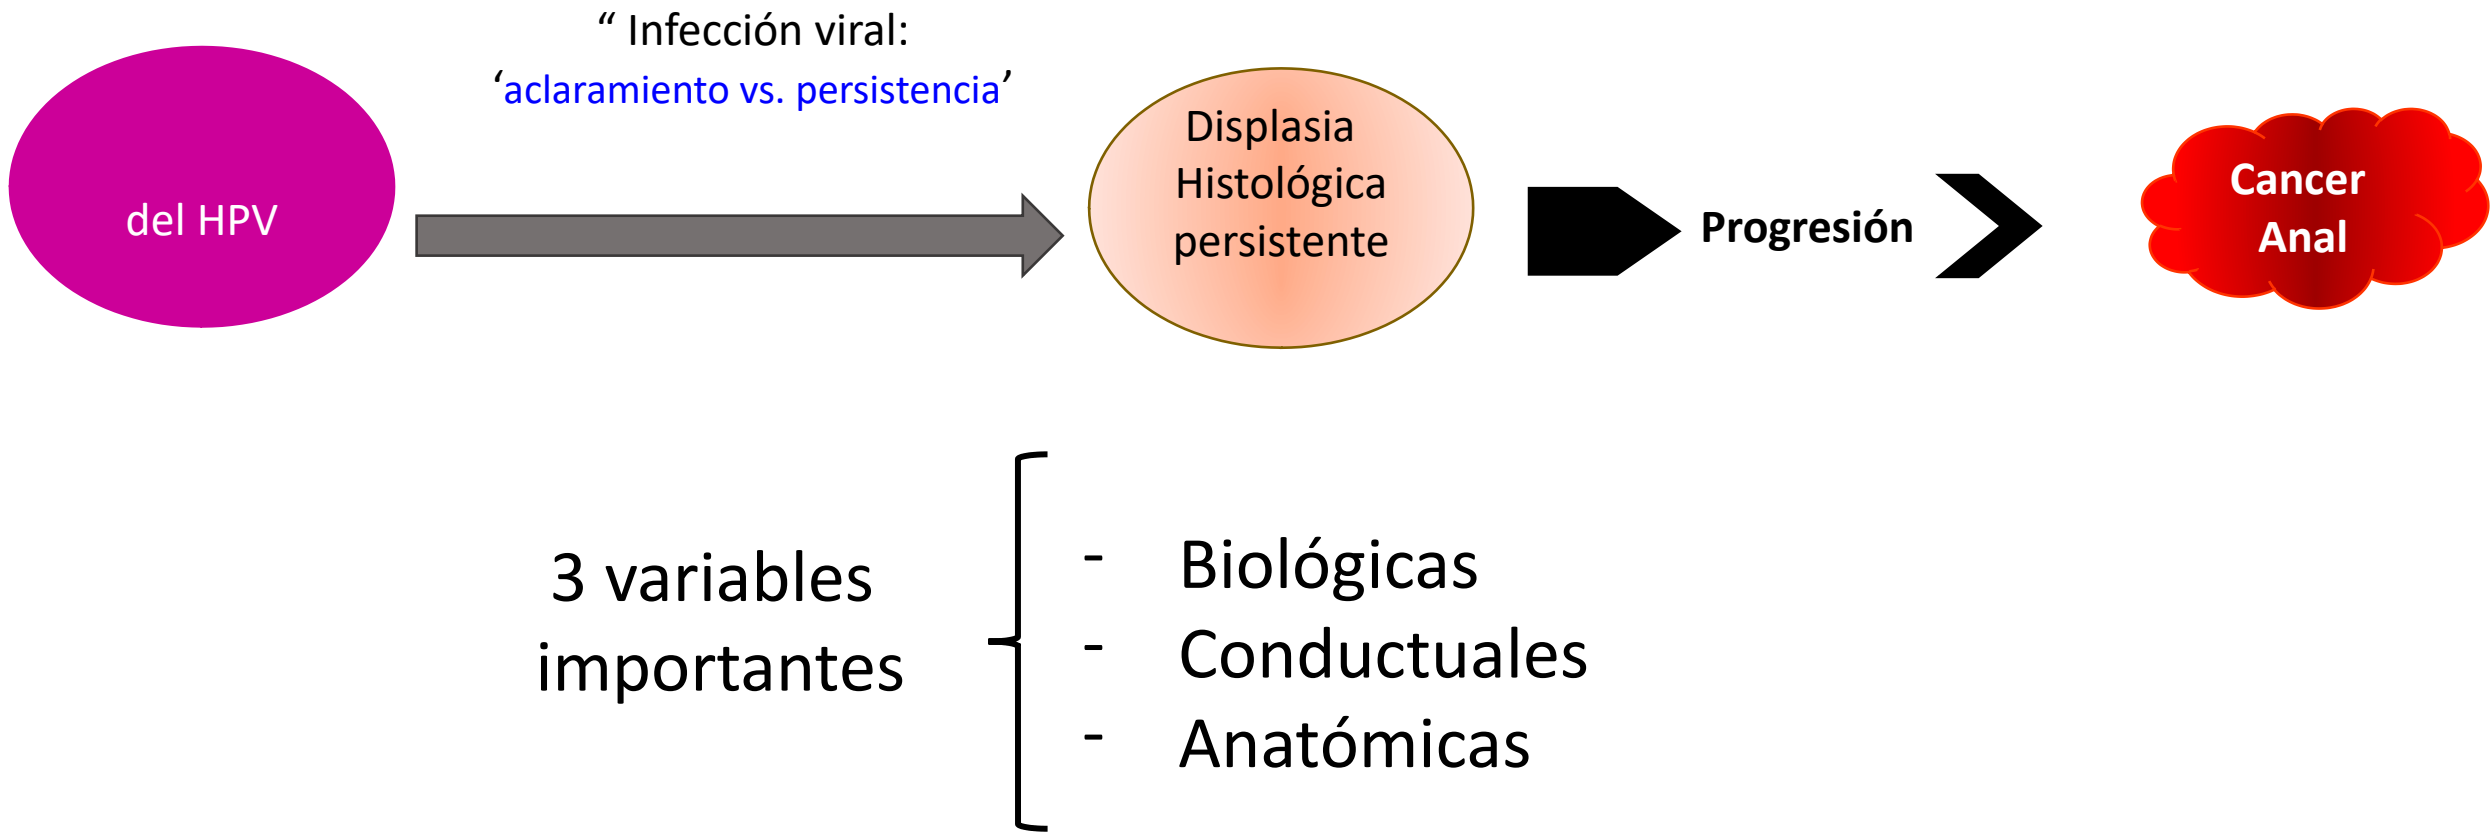 “ Infección viral:
‘aclaramiento vs. persistencia’
del HPV
Displasia
Histológica
persistente
Progresión
Cancer
Anal
3 variables
importantes
- Biológicas
- Conductuales
- Anatómicas